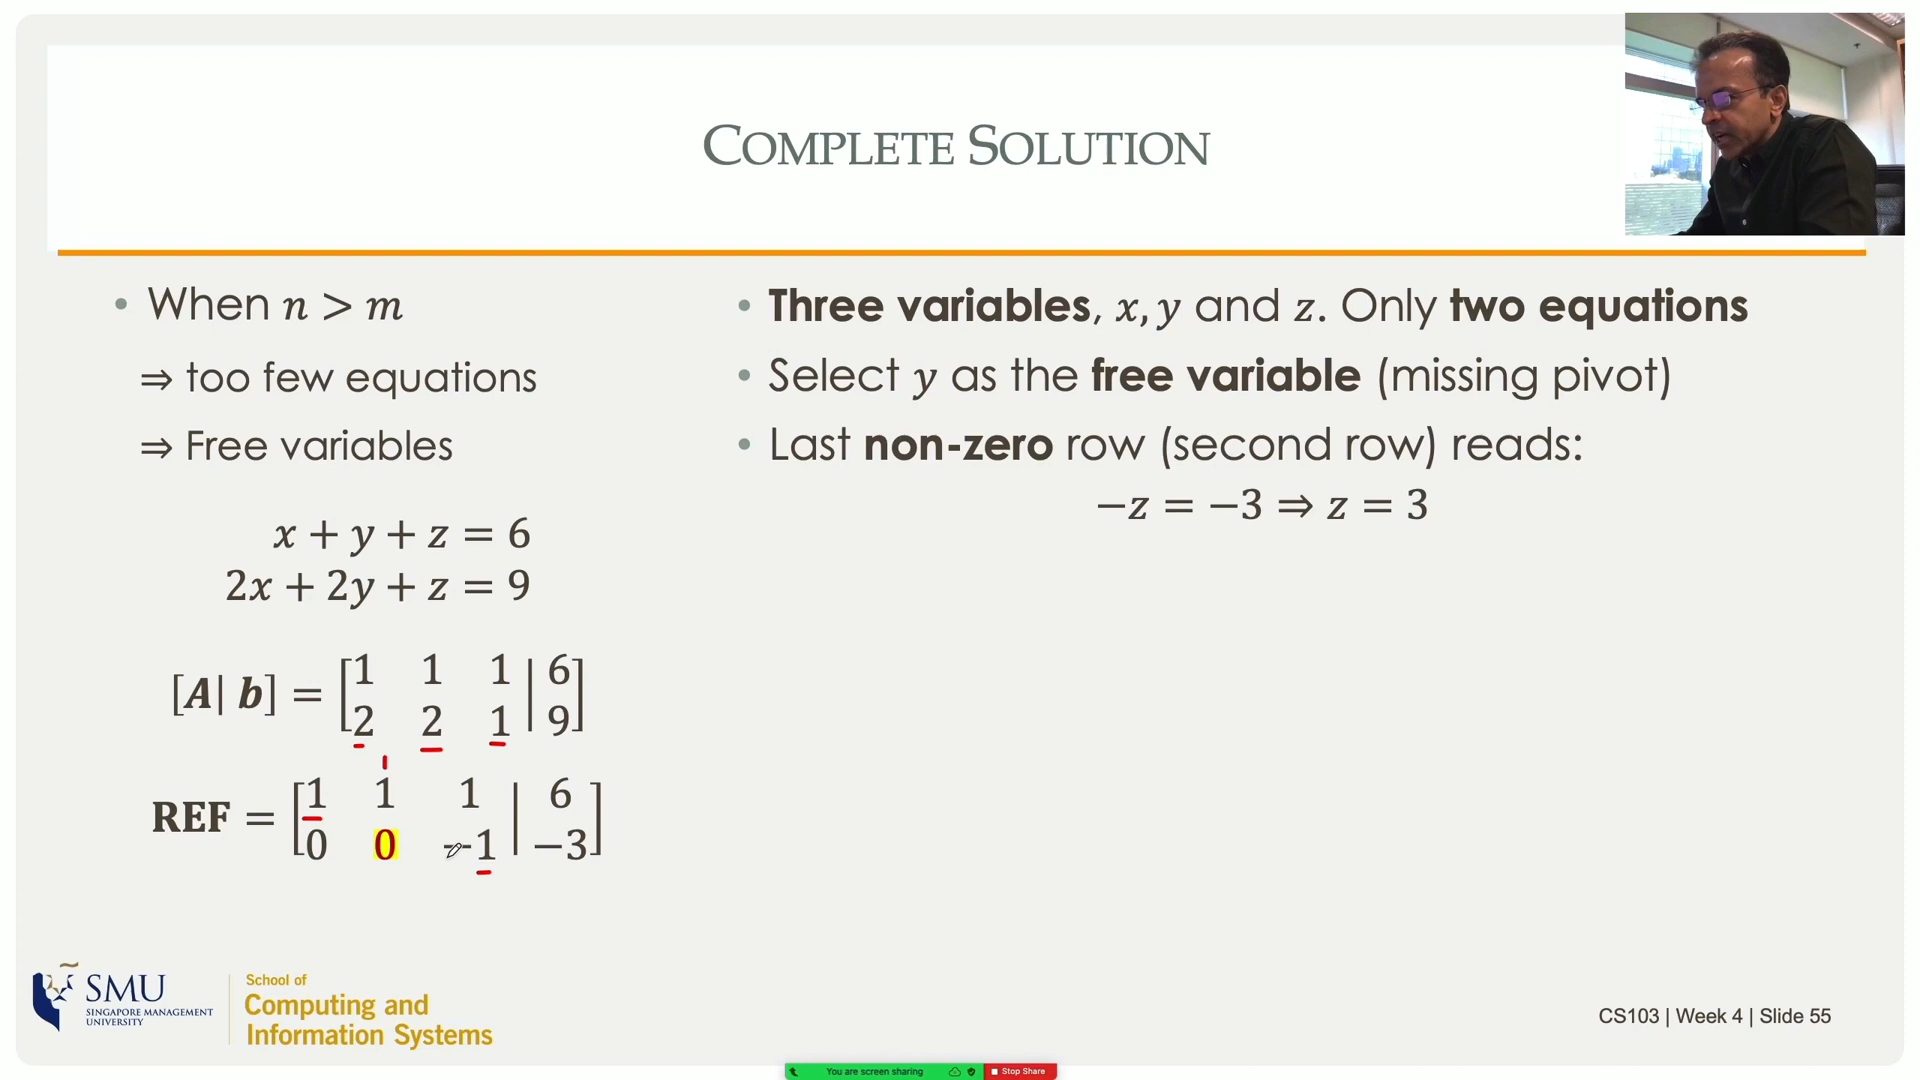 COMPLETE SOLUTION
• When n > m
⇒ too few equations
⇒ Free variables
x + y + z = 6
2x + 2y + z = 9
[A| b] = [1 1 1 | 6
2 2 1 | 9]
REF = [1 1 1 | 6
0 0 −1 | −3]
• Three variables, x, y and z. Only two equations
• Select y as the free variable (missing pivot)
• Last non-zero row (second row) reads:
−z = −3 ⇒ z = 3
SMU
SINGAPORE MANAGEMENT
UNIVERSITY
School of
Computing and
Information Systems
CS103 | Week 4 | Slide 55
You are screen sharing
Stop Share